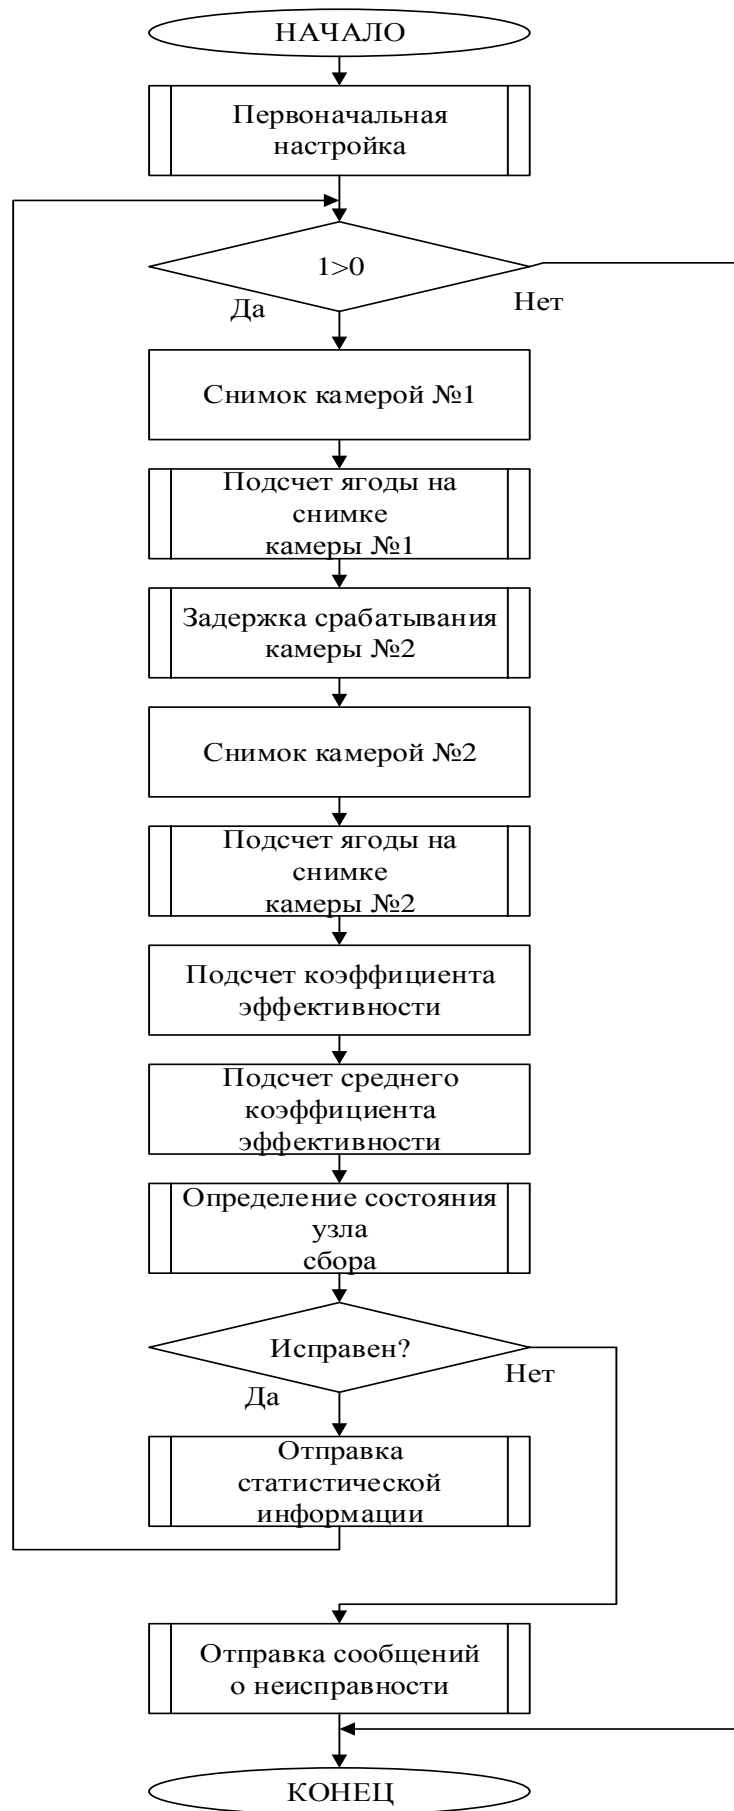 НАЧАЛО
Первоначальная
настройка
1>0
Да
Нет
Снимок камерой №1
Подсчет ягоды на
снимке
камеры №1
Задержка срабатывания
камеры №2
Снимок камерой №2
Подсчет ягоды на
снимке
камеры №2
Подсчет коэффициента
эффективности
Подсчет среднего
коэффициента
эффективности
Определение состояния
узла
сбора
Исправен?
Да
Нет
Отправка
статистической
информации
Отправка сообщений
о неисправности
КОНЕЦ